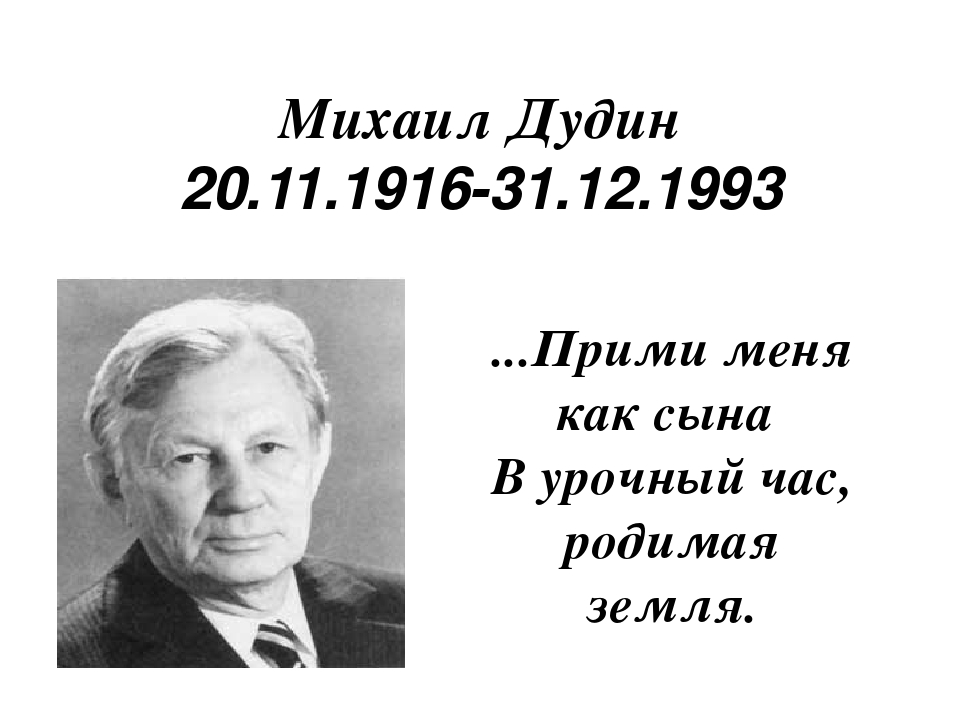 Михаил Дудин
20.11.1916-31.12.1993
...Прими меня
как сына
В урочный час,
родимая
земля.